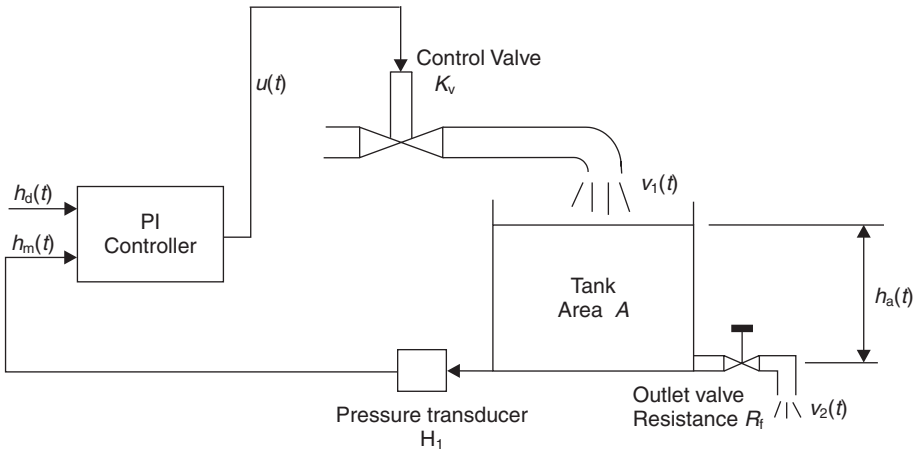 Control Valve
K_v
u(t)
v_1(t)
h_d(t)
PI
Controller
h_m(t)
Tank
Area A
h_a(t)
Outlet valve
Resistance R_f
v_2(t)
Pressure transducer
H_1